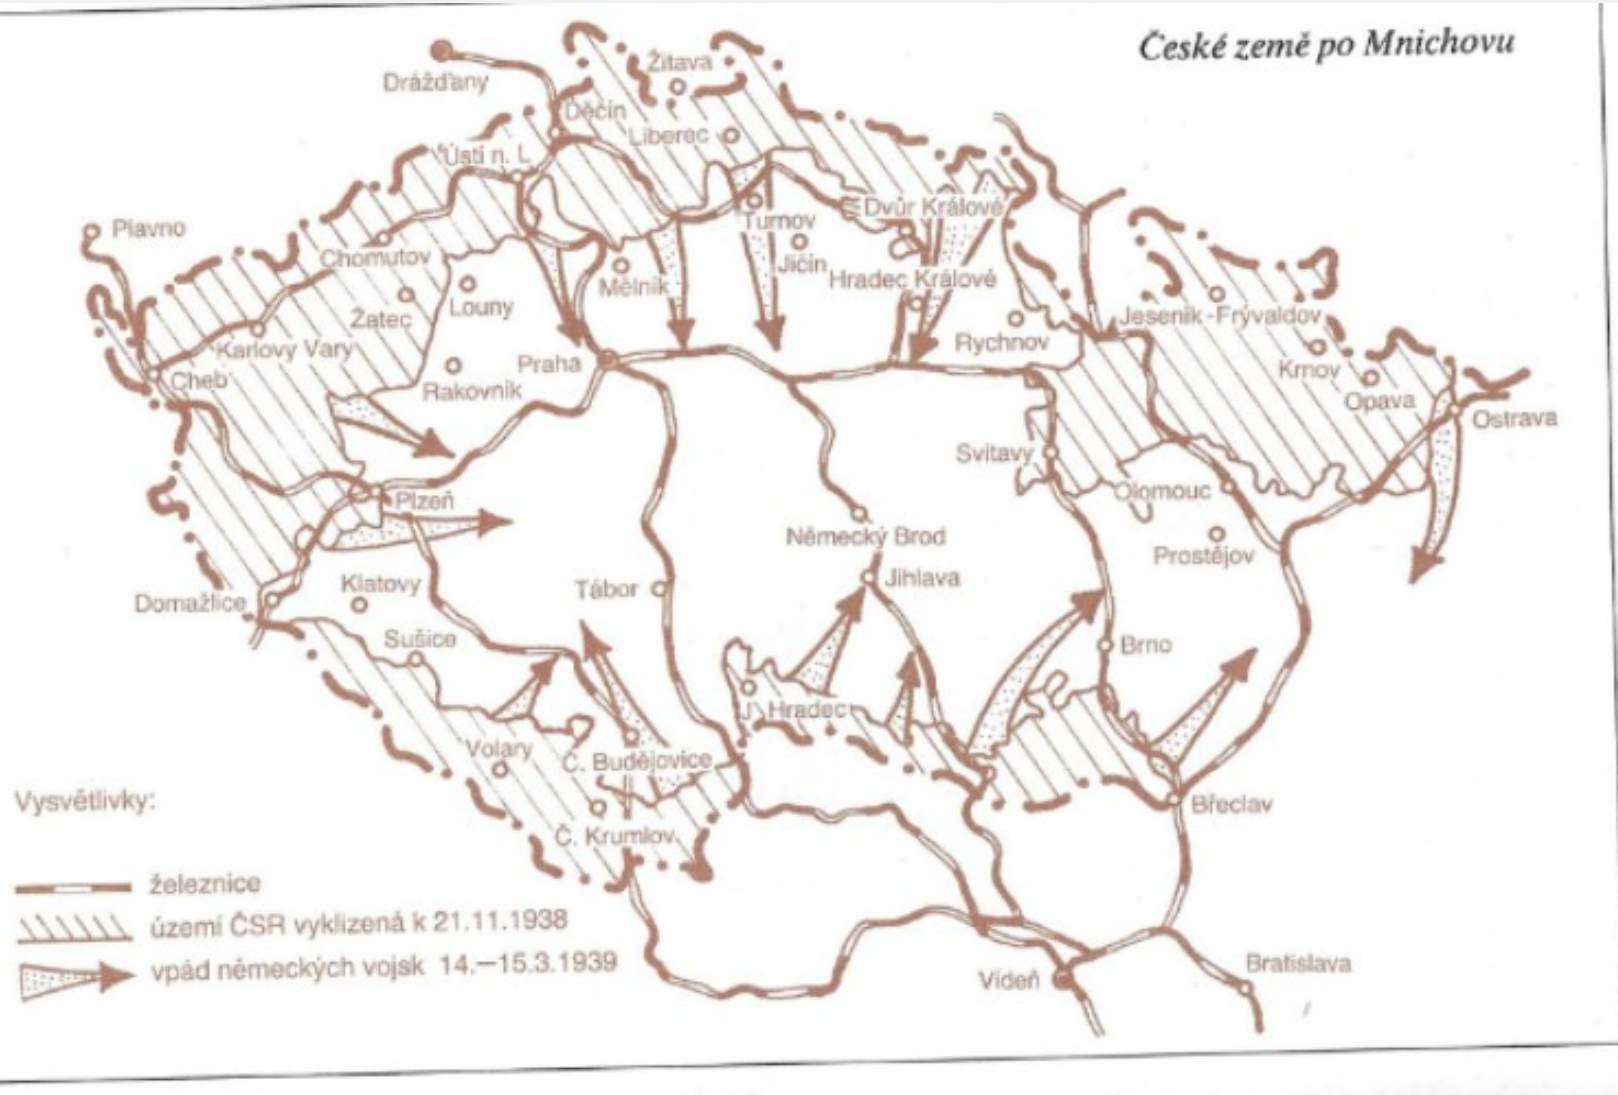 České země po Mnichovu
Drážďany
Žitava
Děčín
Liberec
Ústí n. L.
Plavno
Chomutov
Turnov
Dvůr Králové
Jičín
Mělník
Hradec Králové
Louny
Žatec
Jeseník-Frývaldov
Karlovy Vary
Rychnov
Praha
Krnov
Cheb
Rakovník
Opava
Ostrava
Svitavy
Plzeň
Olomouc
Německý Brod
Prostějov
Jihlava
Klatovy
Tábor
Domažlice
Sušice
Brno
J. Hradec
Volary
Č. Budějovice
Břeclav
Č. Krumlov
Vídeň
Bratislava
Vysvětlivky:
železnice
území ČSR vyklizená k 21.11.1938
vpád německých vojsk 14.—15.3.1939